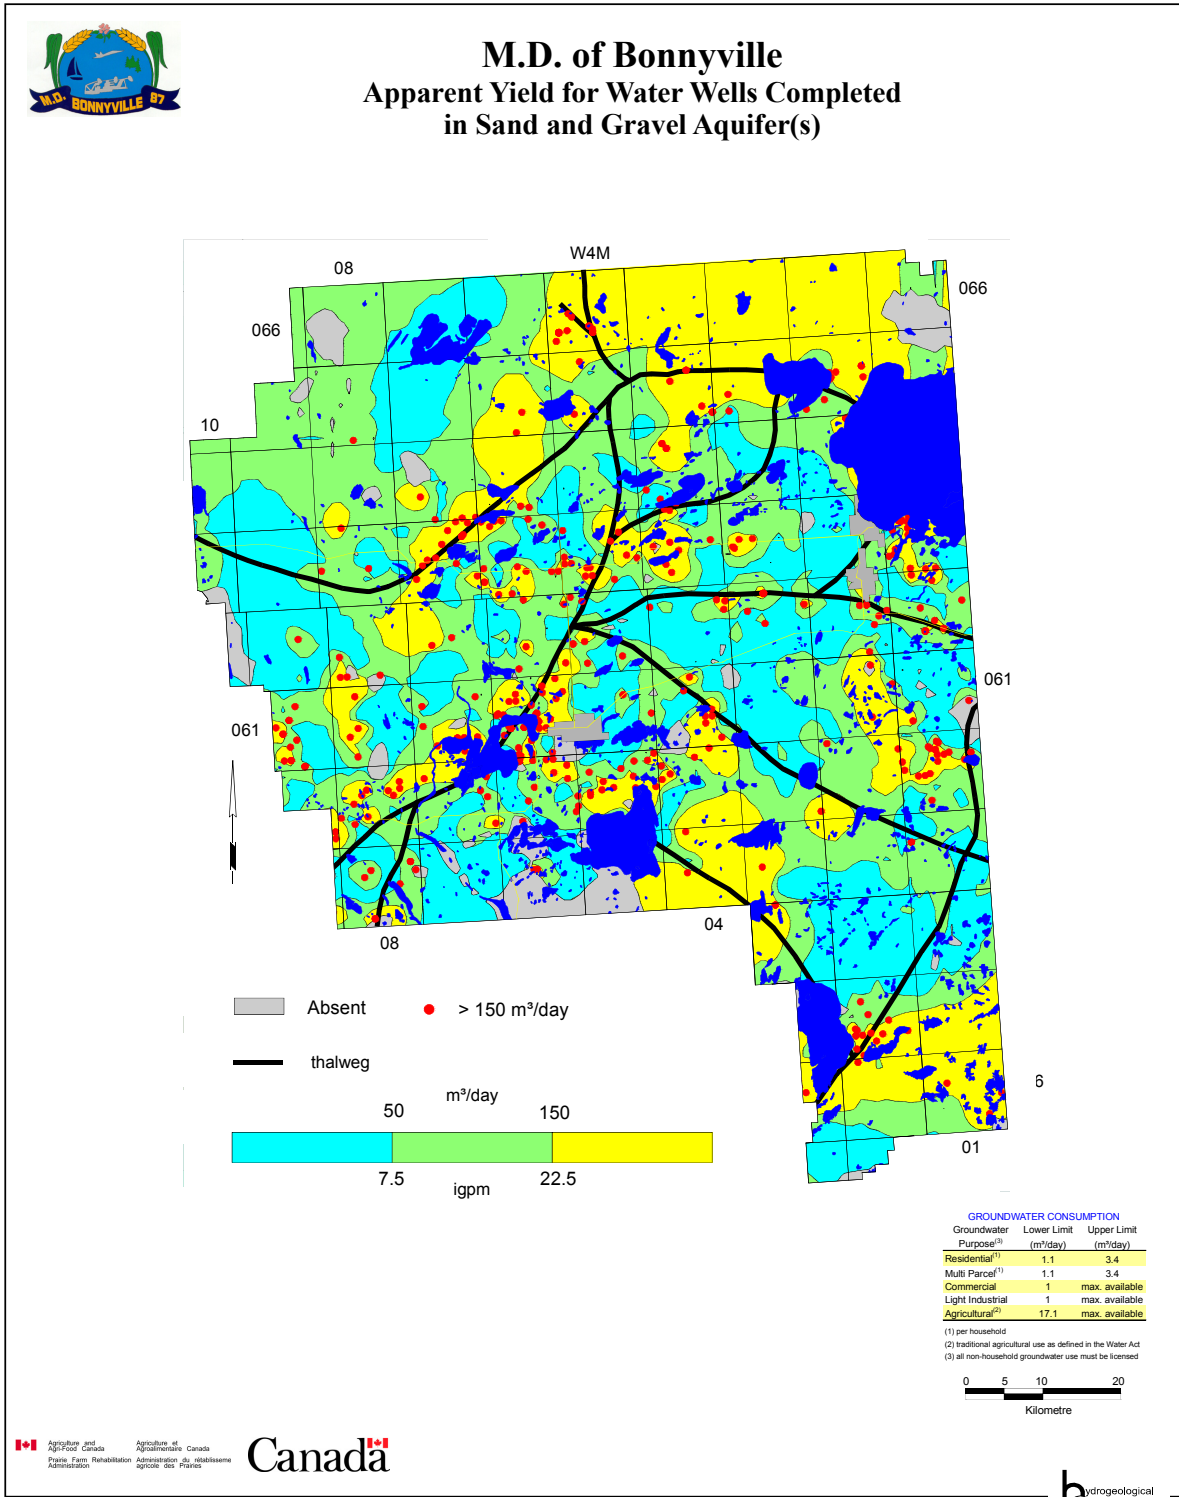 M.D. BONNYVILLE 87
M.D. of Bonnyville
Apparent Yield for Water Wells Completed
in Sand and Gravel Aquifer(s)
W4M
08
066
066
10
061
061
04
08
Absent
> 150 m³/day
thalweg
m³/day
50
150
7.5
igpm
22.5
6
01
GROUNDWATER CONSUMPTION
Groundwater Lower Limit Upper Limit
Purpose(3) (m³/day) (m³/day)
Residential(1) 1.1 3.4
Multi Parcel(1) 1.1 3.4
Commercial 1 max. available
Light Industrial 1 max. available
Agricultural(2) 17.1 max. available
(1) per household
(2) traditional agricultural use as defined in the Water Act
(3) all non-household groundwater use must be licensed
0 5 10 20
Kilometre
Agriculture and Agriculture et
Agri-Food Canada Agroalimentaire Canada
Prairie Farm Rehabilitation Administration du rétablisseme
Administration agricole des Prairies
Canada
hydrogeological